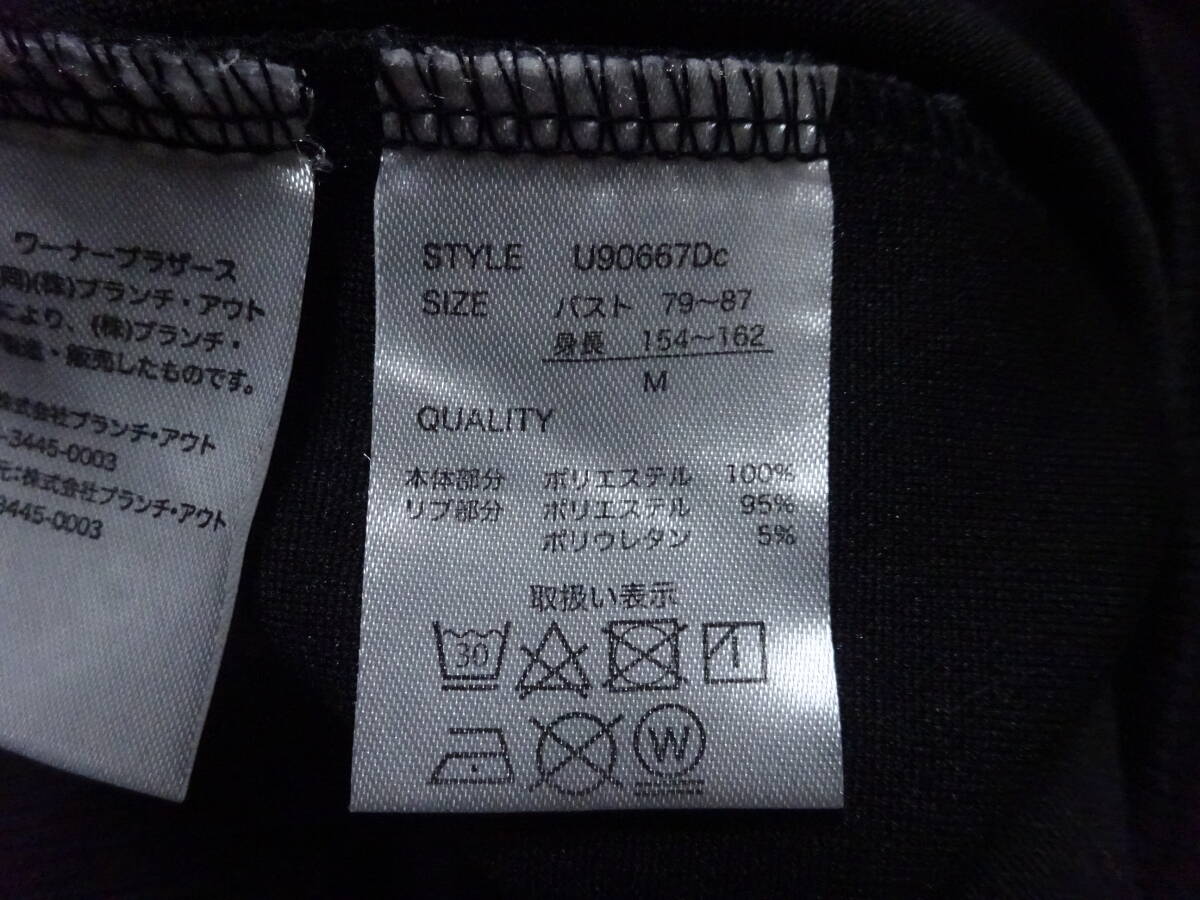 ワーナーブラザース
(株)ブランチ・アウト
により、(株)ブランチ・
販売したものです。
株式会社ブランチ・アウト
-3445-0003
元:株式会社ブランチ・アウト
3445-0003
STYLE U90667Dc
SIZE バスト 79～87
身長 154～162
M
QUALITY
本体部分 ポリエステル 100%
リブ部分 ポリエステル 95%
ポリウレタン 5%
取扱い表示
30
W